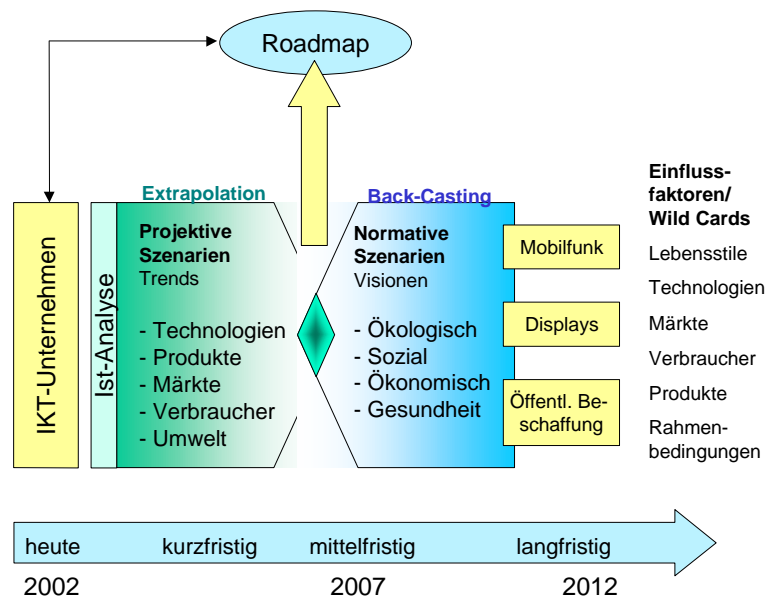 Roadmap
Extrapolation
Back-Casting
IKT-Unternehmen
Ist-Analyse
Projektive
Szenarien
Trends
- Technologien
- Produkte
- Märkte
- Verbraucher
- Umwelt
Normative
Szenarien
Visionen
- Ökologisch
- Sozial
- Ökonomisch
- Gesundheit
Mobilfunk
Displays
Öffentl. Be-
schaffung
Einfluss-
faktoren/
Wild Cards
Lebensstile
Technologien
Märkte
Verbraucher
Produkte
Rahmen-
bedingungen
heute kurzfristig mittelfristig langfristig
2002 2007 2012